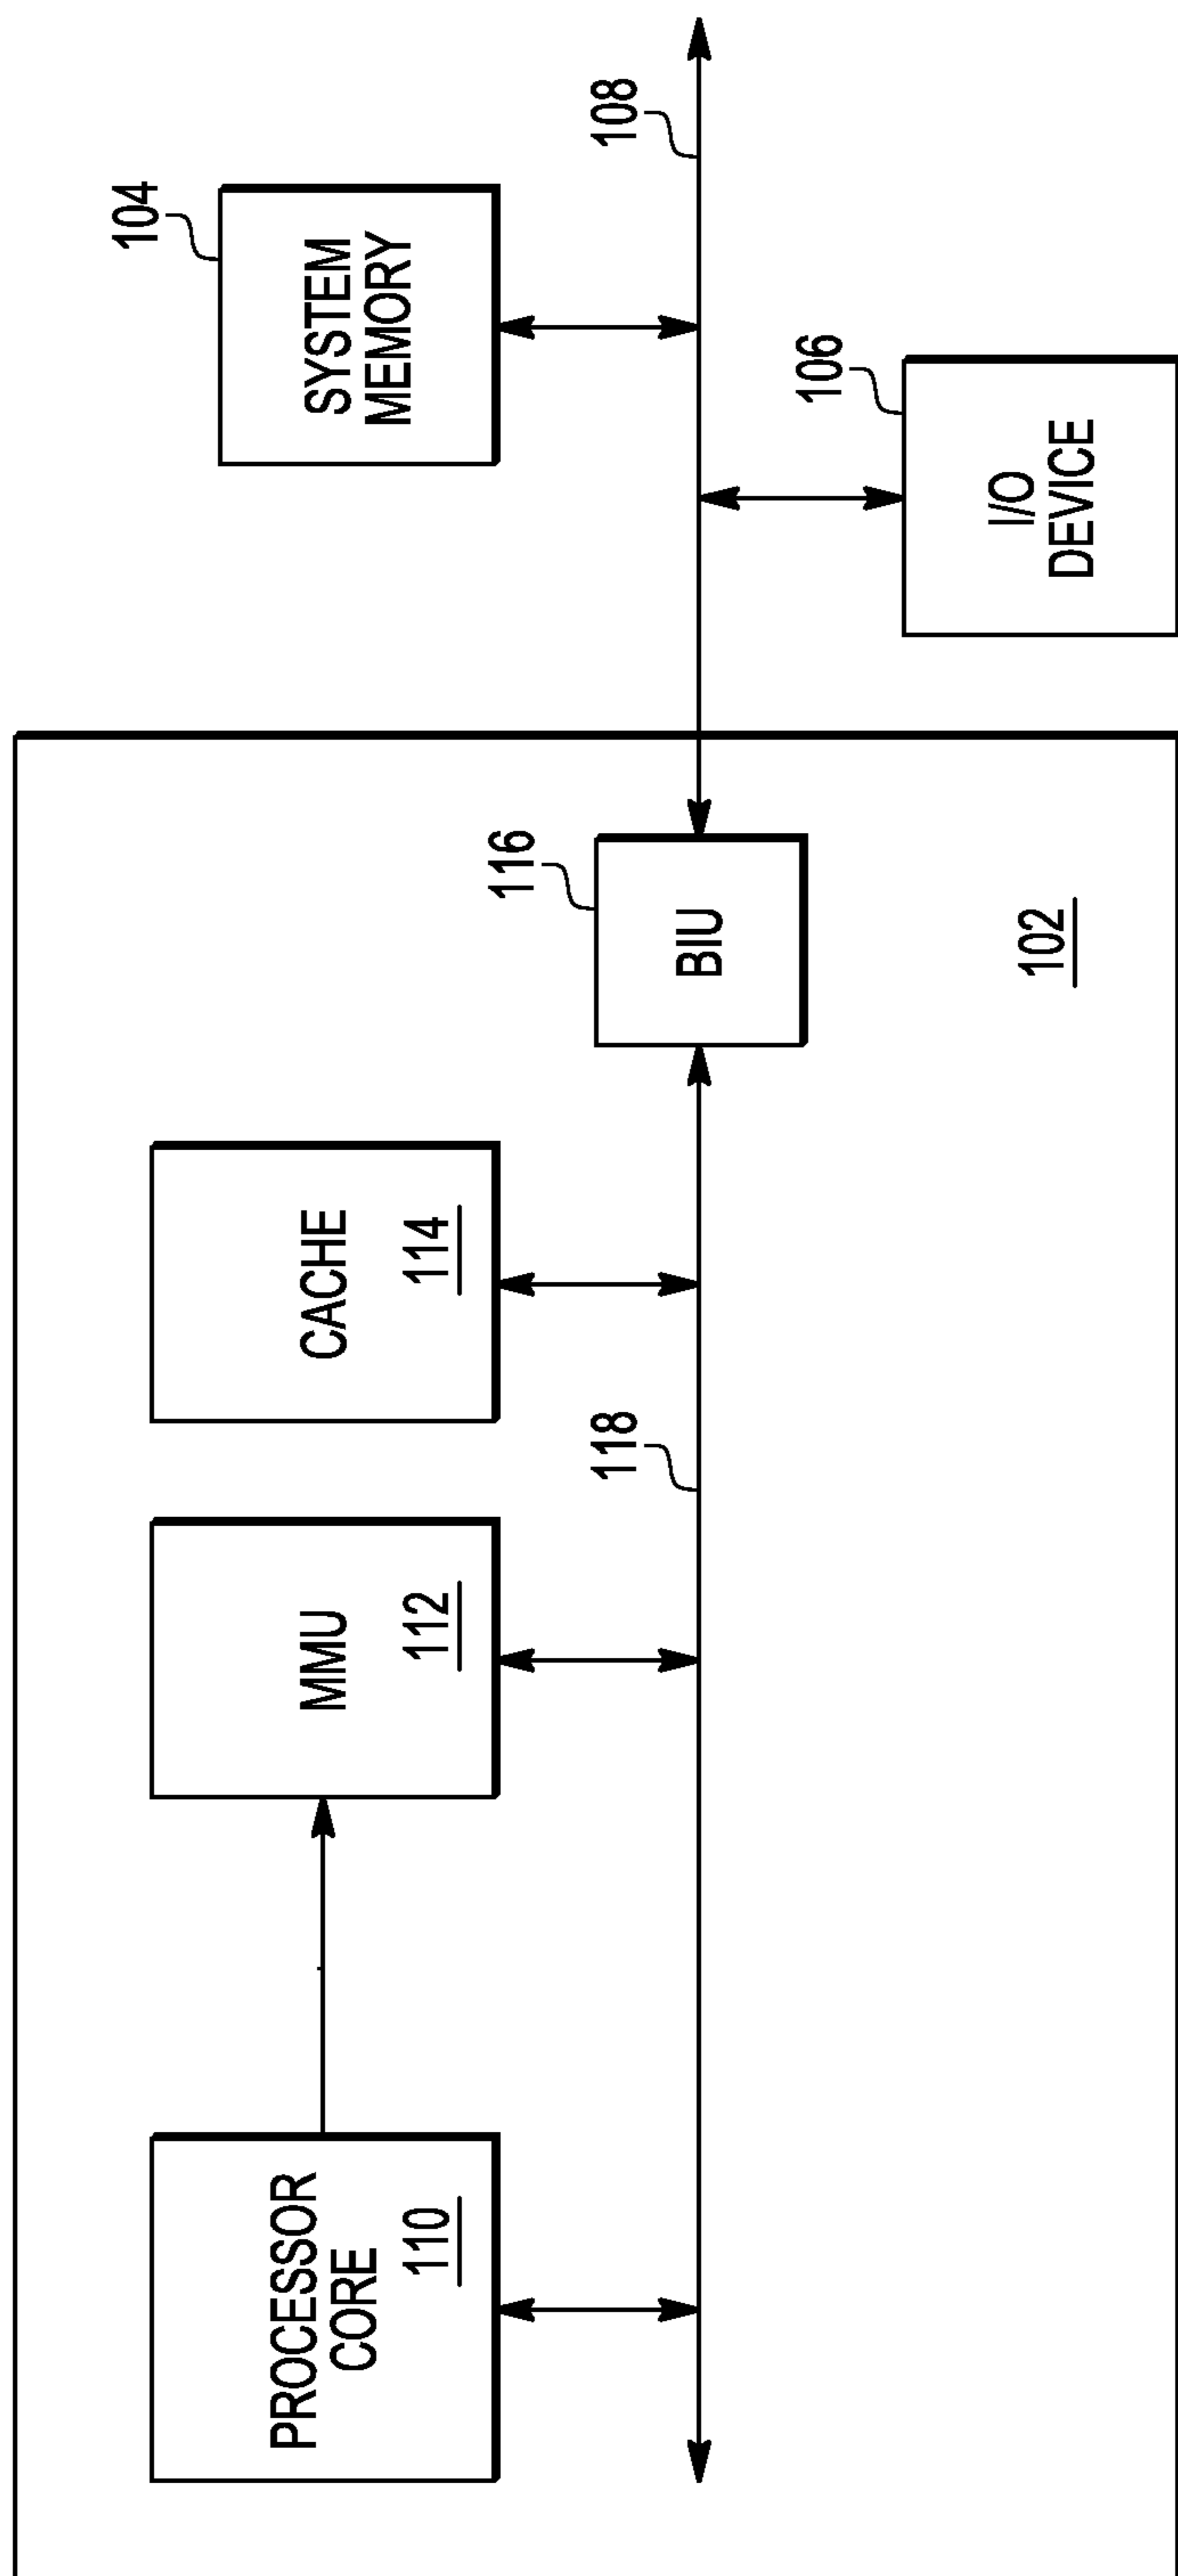 PROCESSOR
CORE
110
MMU
112
CACHE
114
118
116
BIU
102
104
SYSTEM
MEMORY
108
106
I/O
DEVICE